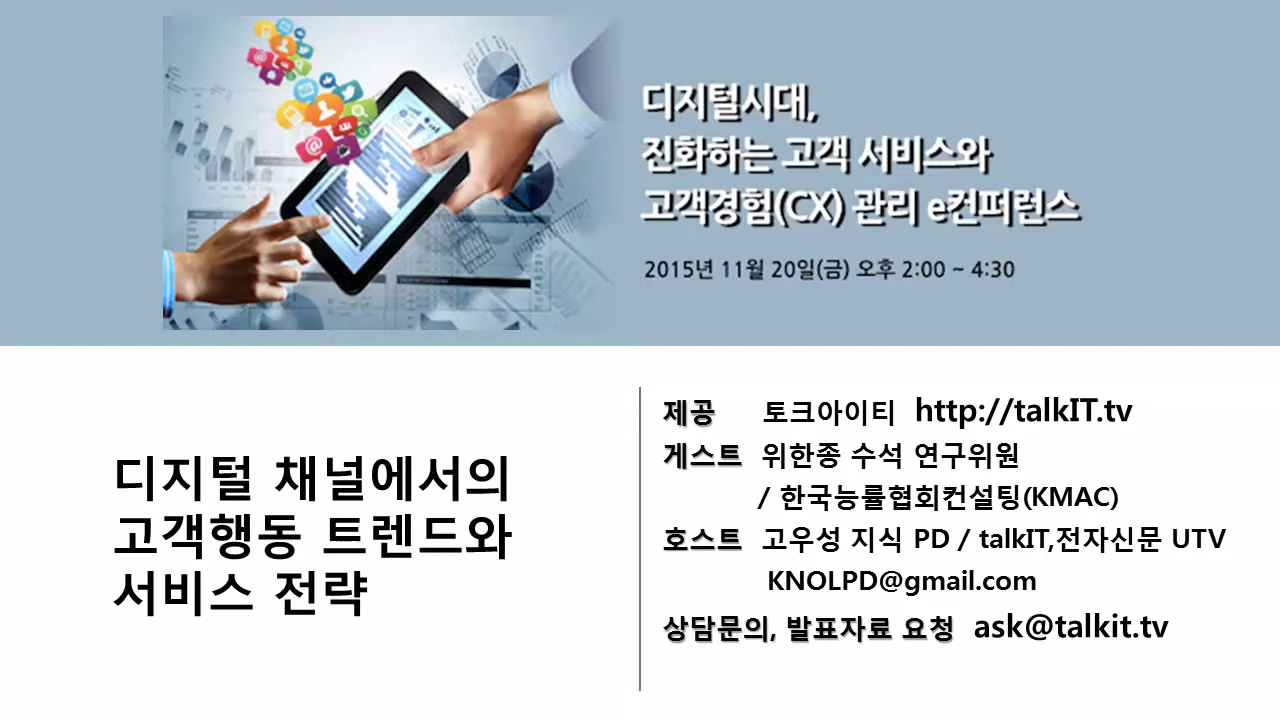 디지털시대,
진화하는 고객 서비스와
고객경험(CX) 관리 e컨퍼런스
2015년 11월 20일(금) 오후 2:00 ~ 4:30
디지털 채널에서의
고객행동 트렌드와
서비스 전략
제공 토크아이티 http://talkIT.tv
게스트 위한종 수석 연구위원
/ 한국능률협회컨설팅(KMAC)
호스트 고우성 지식 PD / talkIT,전자신문 UTV
KNOLPD@gmail.com
상담문의, 발표자료 요청 ask@talkit.tv